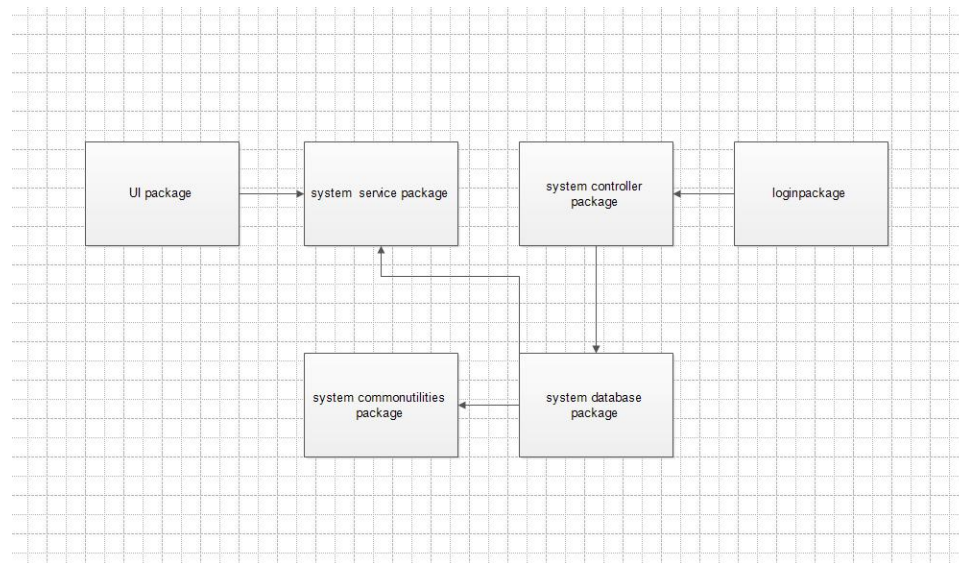 UI package
system service package
system controller
package
loginpackage
system commonutilities
package
system database
package